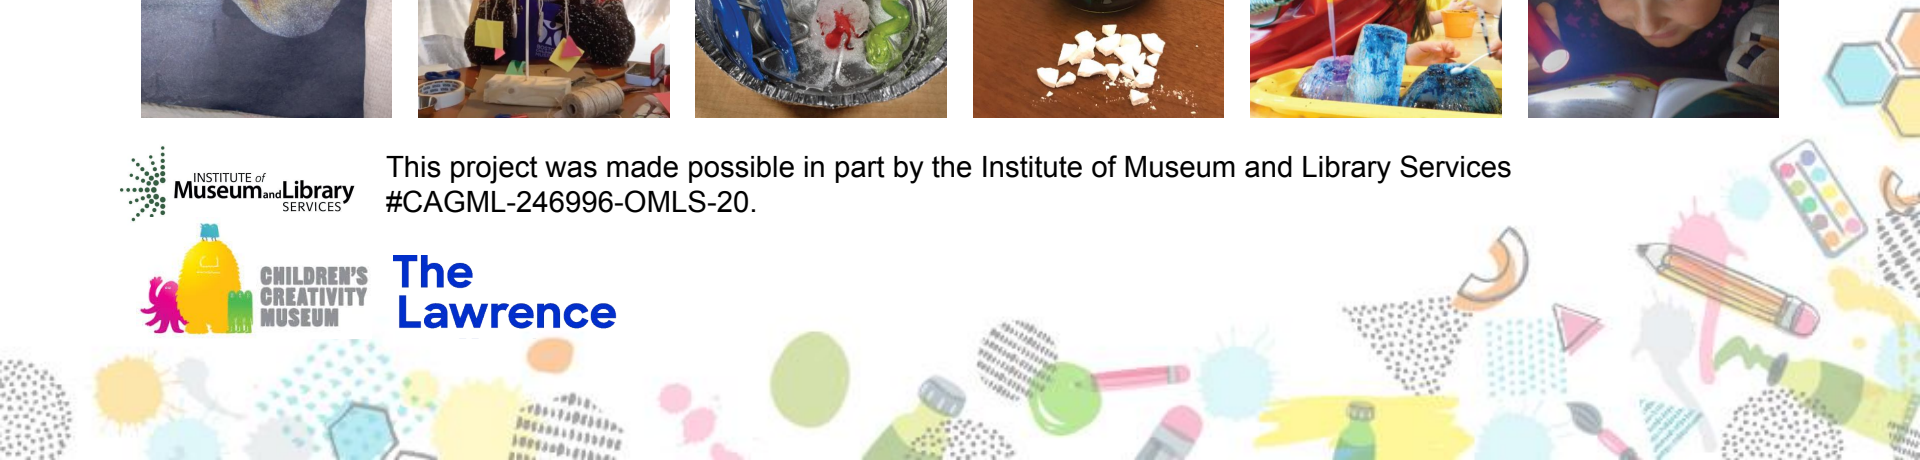 INSTITUTE of
Museum and Library
SERVICES
This project was made possible in part by the Institute of Museum and Library Services
#CAGML-246996-OMLS-20.
CHILDREN'S
CREATIVITY
MUSEUM
The
Lawrence